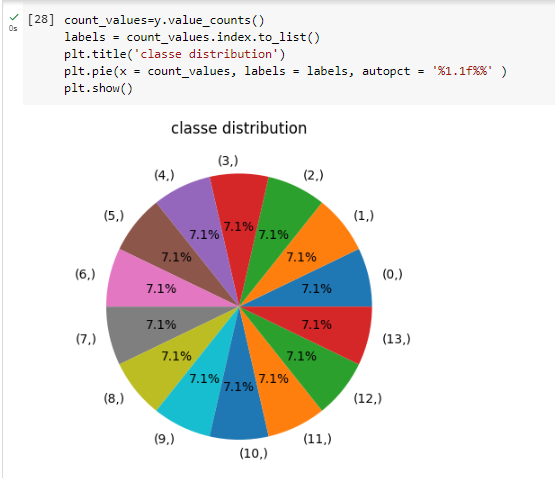 [28] count_values=y.value_counts()
0s
labels = count_values.index.to_list()
plt.title('classe distribution')
plt.pie(x = count_values, labels = labels, autopct = '%1.1f%%' )
plt.show()
classe distribution
(3,)
(4,) (2,)
(5,) 7.1% 7.1% 7.1% (1,)
7.1% 7.1%
(6,) 7.1% 7.1% (0,)
(7,) 7.1% 7.1% (13,)
7.1% 7.1%
(8,) 7.1% 7.1% 7.1% (12,)
(9,) (11,)
(10,)